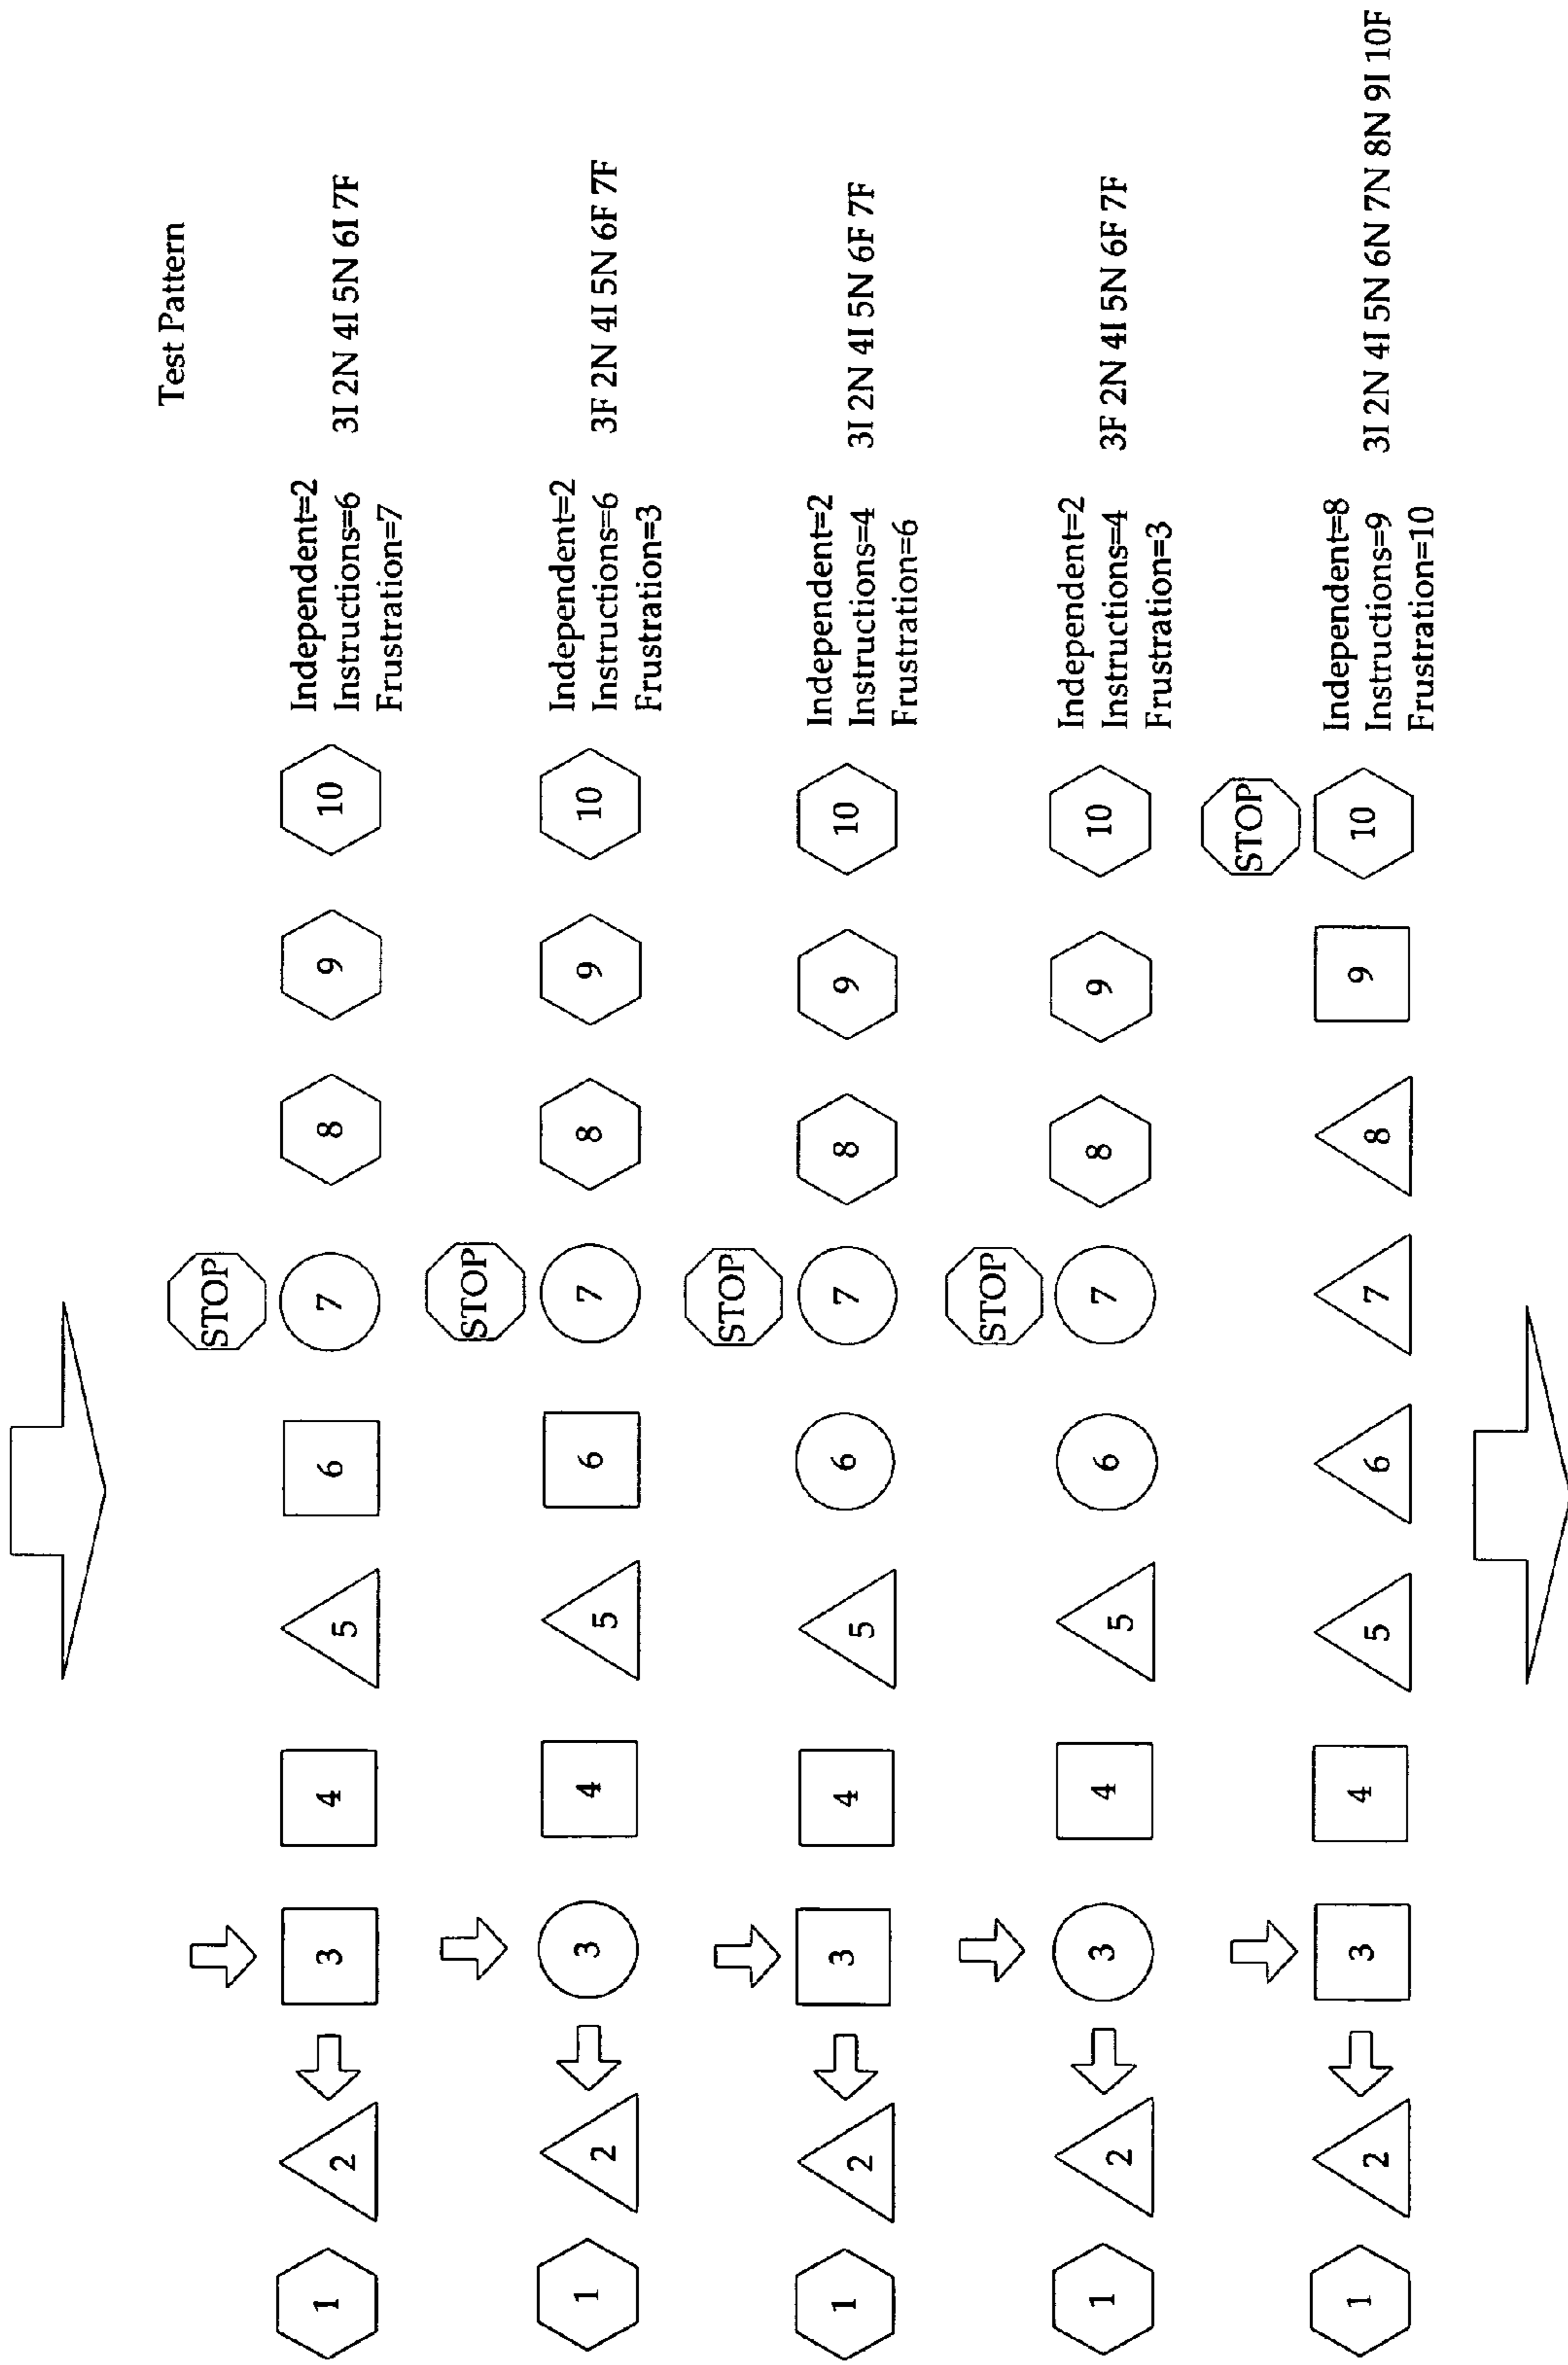 Test Pattern
STOP
1 2 3 4 5 6 7 8 9 10
Independent=2
Instructions=6
Frustration=7
3I 2N 4I 5N 6I 7F
STOP
1 2 3 4 5 6 7 8 9 10
Independent=2
Instructions=6
Frustration=3
3F 2N 4I 5N 6F 7F
STOP
1 2 3 4 5 6 7 8 9 10
Independent=2
Instructions=4
Frustration=6
3I 2N 4I 5N 6F 7F
STOP
1 2 3 4 5 6 7 8 9 10
Independent=2
Instructions=4
Frustration=3
3F 2N 4I 5N 6F 7F
STOP
1 2 3 4 5 6 7 8 9 10
Independent=8
Instructions=9
Frustration=10
3I 2N 4I 5N 6N 7N 8N 9I 10F